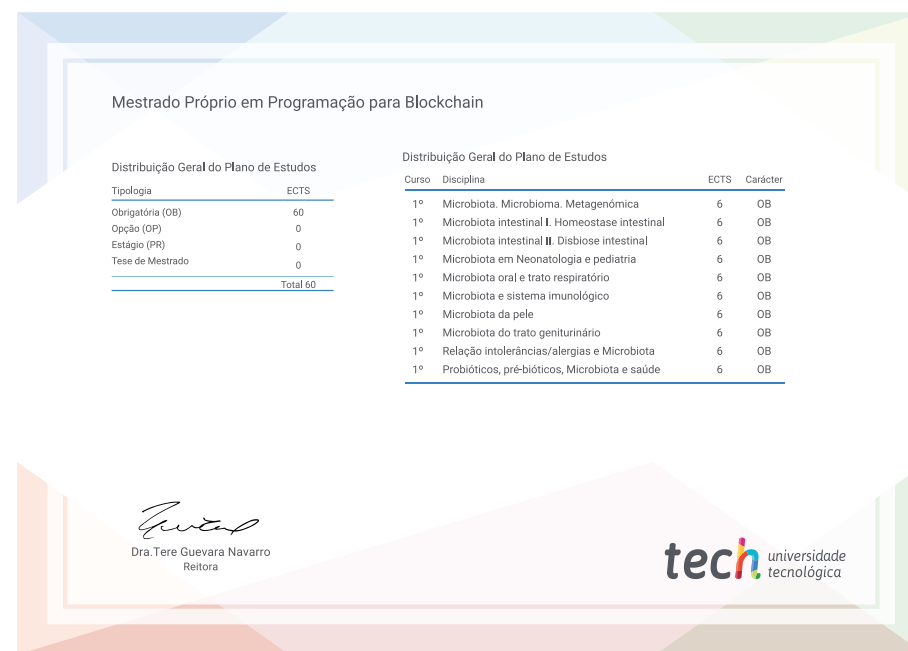 Mestrado Próprio em Programação para Blockchain
Distribuição Geral do Plano de Estudos
Tipologia ECTS
Obrigatória (OB) 60
Opção (OP) 0
Estágio (PR) 0
Tese de Mestrado 0
Total 60
Distribuição Geral do Plano de Estudos
Curso Disciplina ECTS Carácter
1º Microbiota. Microbioma. Metagenómica 6 OB
1º Microbiota intestinal I. Homeostase intestinal 6 OB
1º Microbiota intestinal II. Disbiose intestinal 6 OB
1º Microbiota em Neonatologia e pediatria 6 OB
1º Microbiota oral e trato respiratório 6 OB
1º Microbiota e sistema imunológico 6 OB
1º Microbiota da pele 6 OB
1º Microbiota do trato geniturinário 6 OB
1º Relação intolerâncias/alergias e Microbiota 6 OB
1º Probióticos, pré-bióticos, Microbiota e saúde 6 OB
Dra.Tere Guevara Navarro
Reitora
tech universidade
tecnológica